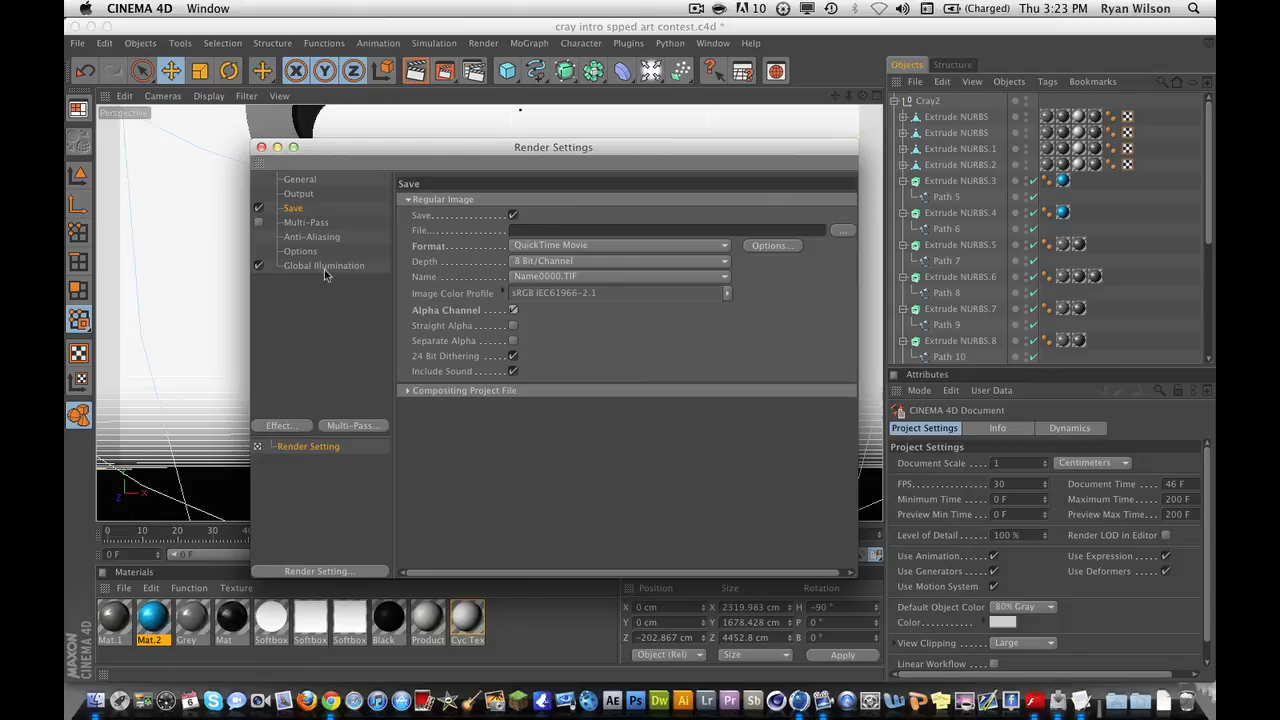 CINEMA 4D Window
A 10 (Charged) Thu 3:23 PM Ryan Wilson
cray intro spped art contest.c4d *
File Edit Objects Tools Selection Structure Functions Animation Simulation Render MoGraph Character Plugins Python Window Help
Objects Structure
File Edit View Objects Tags Bookmarks
Edit Cameras Display Filter View
Perspective
Cray2
Extrude NURBS
Extrude NURBS
Extrude NURBS.1
Extrude NURBS.2
Extrude NURBS.3
Path 5
Extrude NURBS.4
Path 6
Extrude NURBS.5
Path 7
Extrude NURBS.6
Path 8
Extrude NURBS.7
Path 9
Extrude NURBS.8
Path 10
Render Settings
General
Output
Save
Multi-Pass
Anti-Aliasing
Options
Global Illumination
Effect... Multi-Pass...
Render Setting
Render Setting...
Save
Regular Image
Save
File... ...
Format QuickTime Movie Options...
Depth 8 Bit/Channel
Name Name0000.TIF
Image Color Profile sRGB IEC61966-2.1
Alpha Channel
Straight Alpha
Separate Alpha
24 Bit Dithering
Include Sound
Compositing Project File
Attributes
Mode Edit User Data
CINEMA 4D Document
Project Settings Info Dynamics
Project Settings
Document Scale 1 Centimeters
FPS 30 Document Time 46 F
Minimum Time 0 F Maximum Time 200 F
Preview Min Time 0 F Preview Max Time 200 F
Level of Detail 100 % Render LOD in Editor
Use Animation Use Expression
Use Generators Use Deformers
Use Motion System
Default Object Color 80% Gray
Color
View Clipping Large
Linear Workflow
Z X
0 10 20 30 40
0 F 0 F
Materials
File Edit Function Texture
Mat.1 Mat.2 Grey Mat Softbox Softbox Softbox Black Product Cyc Tex
Position Size Rotation
X 0 cm X 2319.983 cm H -90 °
Y 0 cm Y 1678.428 cm P 0 °
Z -202.867 cm Z 4452.8 cm B 0 °
Object (Rel) Size Apply
MAXON
CINEMA 4D
Ae Ps Dw Ai Lr Pr Sb